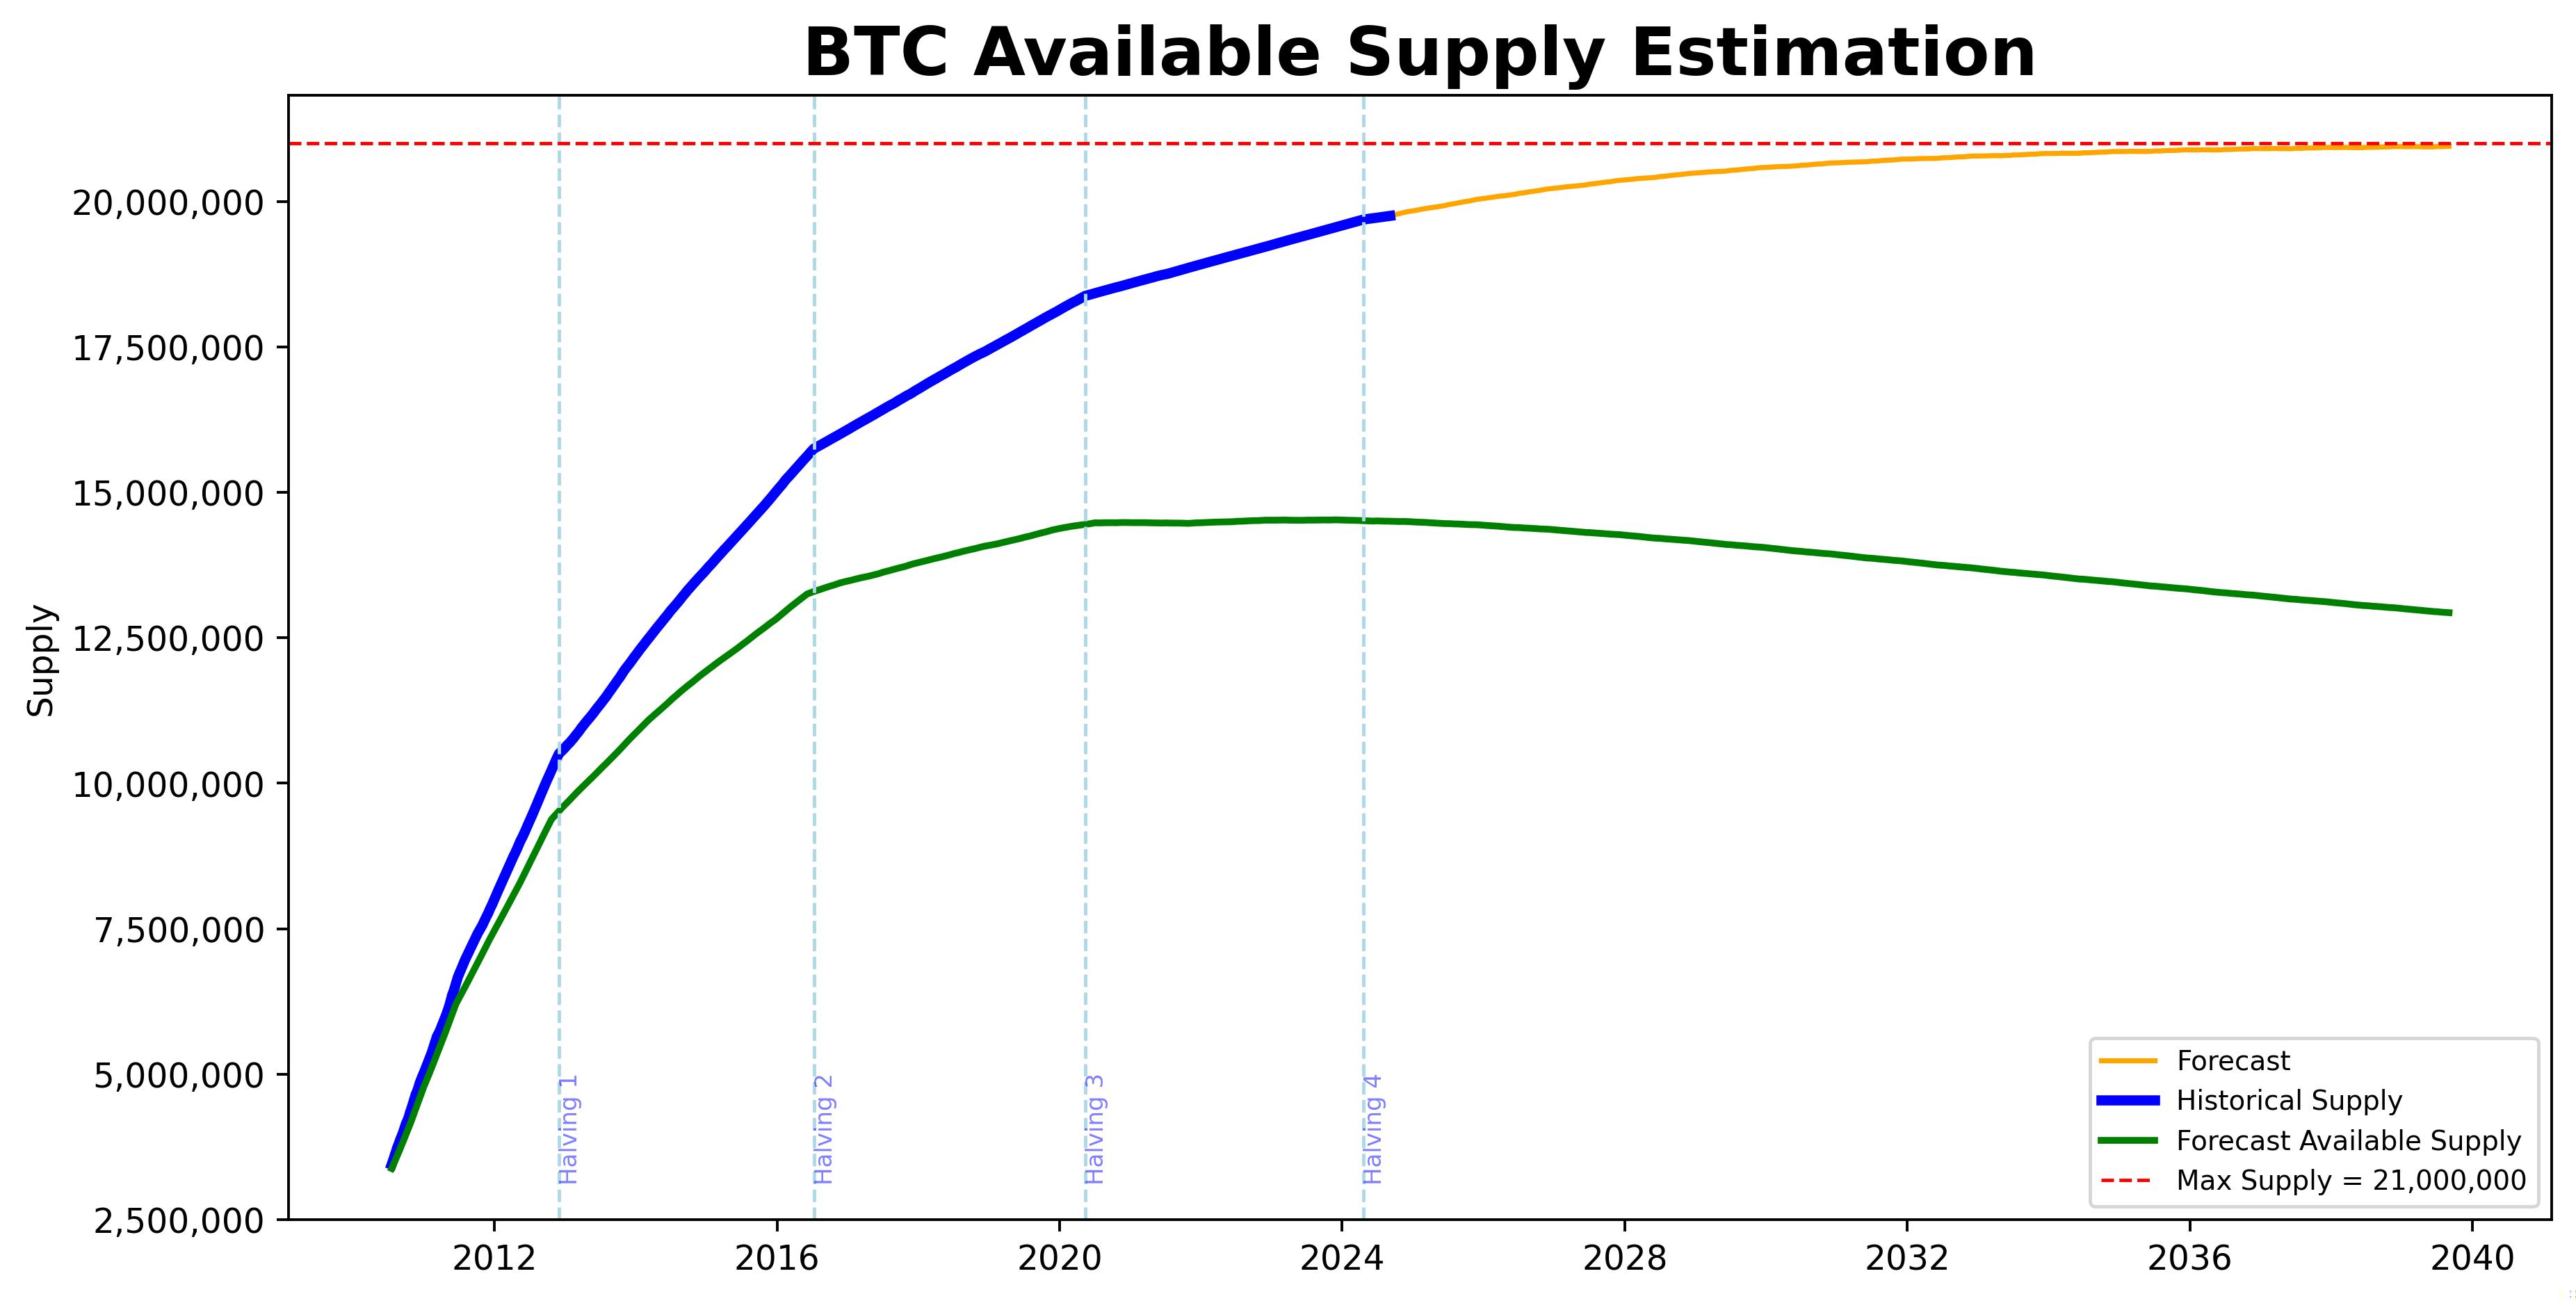 BTC Available Supply Estimation
Supply
20,000,000
17,500,000
15,000,000
12,500,000
10,000,000
7,500,000
5,000,000
2,500,000
Halving 1
Halving 2
Halving 3
Halving 4
Forecast
Historical Supply
Forecast Available Supply
Max Supply = 21,000,000
2012 2016 2020 2024 2028 2032 2036 2040